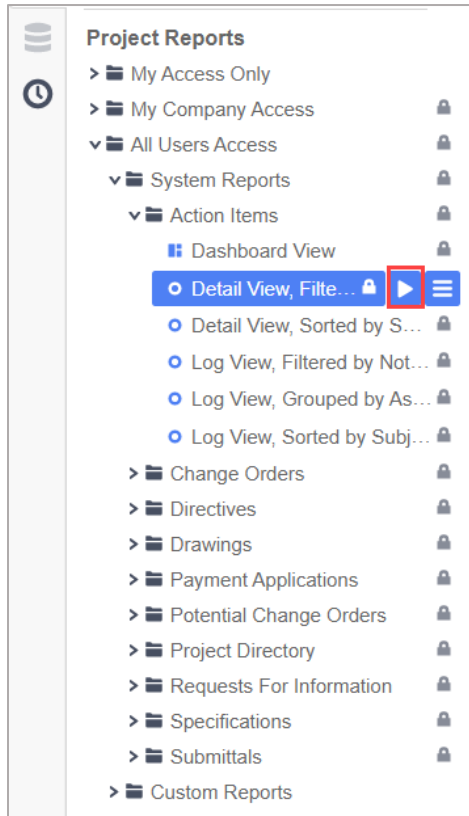 Project Reports
My Access Only
My Company Access
All Users Access
System Reports
Action Items
Dashboard View
Detail View, Filte...
Detail View, Sorted by S...
Log View, Filtered by Not...
Log View, Grouped by As...
Log View, Sorted by Subj...
Change Orders
Directives
Drawings
Payment Applications
Potential Change Orders
Project Directory
Requests For Information
Specifications
Submittals
Custom Reports